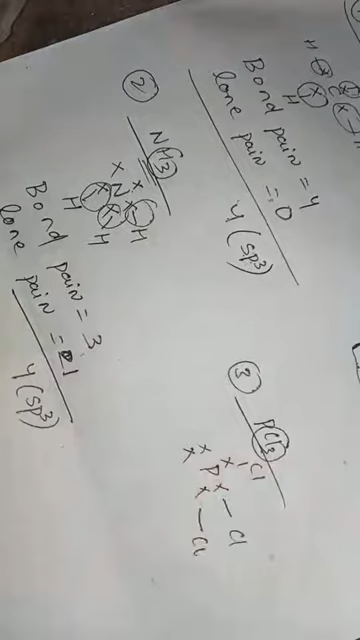 H
H
Bond pair = 4
lone pair = 0
4 (sp³)
②
NH3
x x
x N x
H H H
Bond pair = 3
lone pair = 1
4 (sp³)
③
PCl3
x x Cl
x P x – Cl
x – Cl